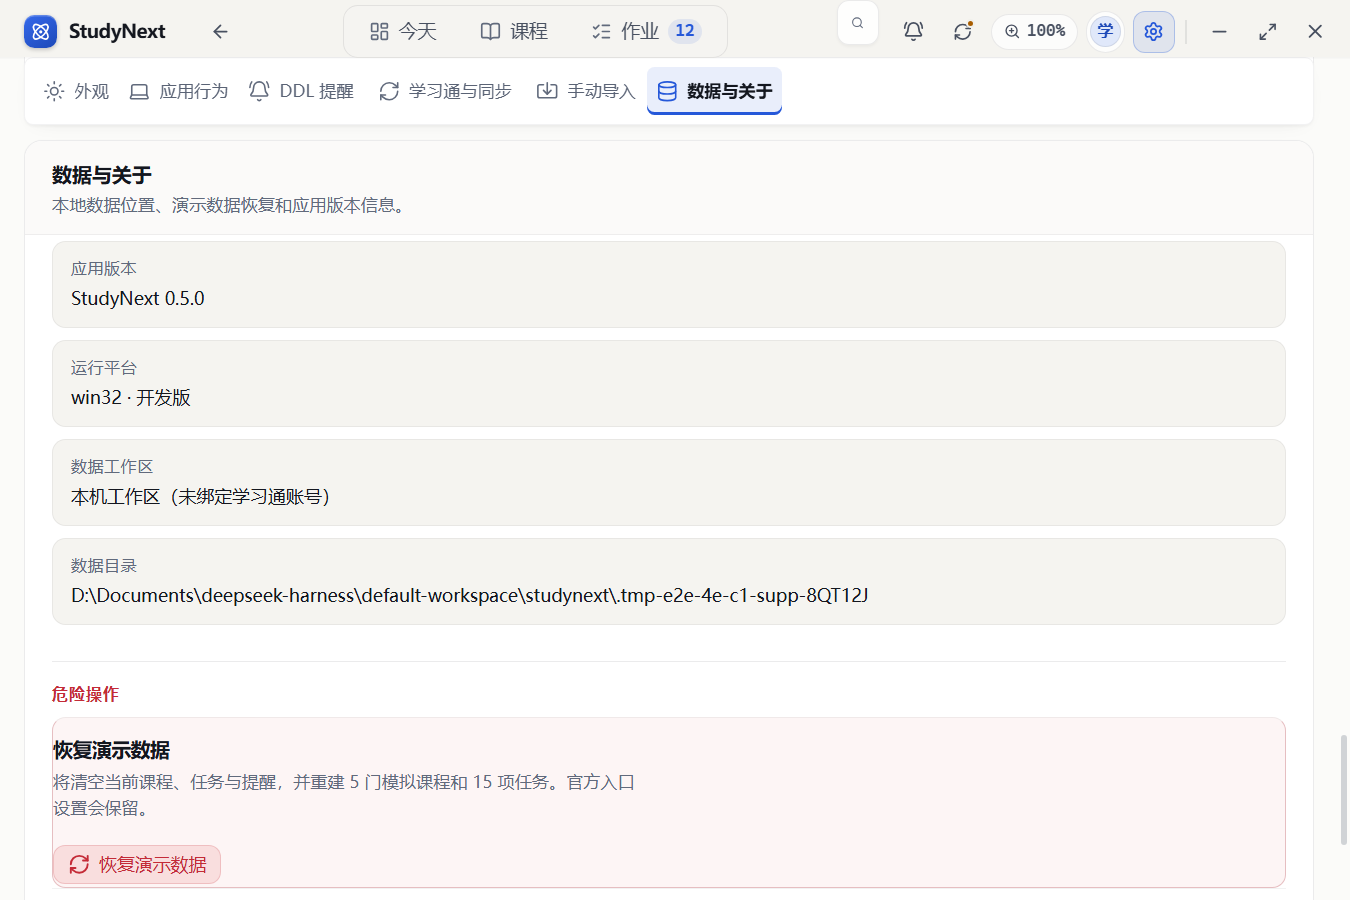 StudyNext
今天
课程
作业 12
100%
学
外观
应用行为
DDL 提醒
学习通与同步
手动导入
数据与关于
数据与关于
本地数据位置、演示数据恢复和应用版本信息。
应用版本
StudyNext 0.5.0
运行平台
win32 · 开发版
数据工作区
本机工作区（未绑定学习通账号）
数据目录
D:\Documents\deepseek-harness\default-workspace\studynext\.tmp-e2e-4e-c1-supp-8QT12J
危险操作
恢复演示数据
将清空当前课程、任务与提醒，并重建 5 门模拟课程和 15 项任务。官方入口
设置会保留。
恢复演示数据